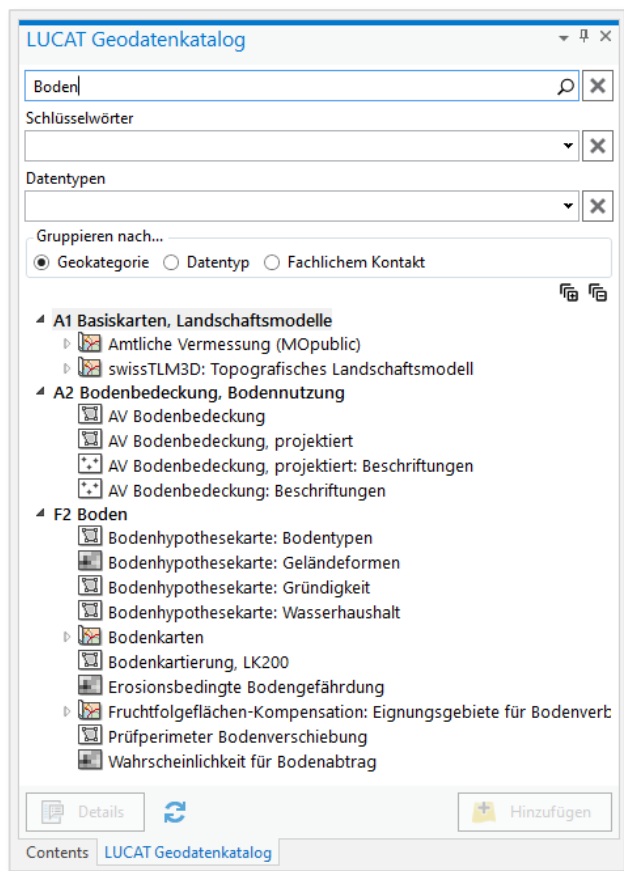 LUCAT Geodatenkatalog
Boden
Schlüsselwörter
Datentypen
Gruppieren nach...
Geokategorie Datentyp Fachlichem Kontakt
A1 Basiskarten, Landschaftsmodelle
Amtliche Vermessung (MOpublic)
swissTLM3D: Topografisches Landschaftsmodell
A2 Bodenbedeckung, Bodennutzung
AV Bodenbedeckung
AV Bodenbedeckung, projektiert
AV Bodenbedeckung, projektiert: Beschriftungen
AV Bodenbedeckung: Beschriftungen
F2 Boden
Bodenhypothesekarte: Bodentypen
Bodenhypothesekarte: Geländeformen
Bodenhypothesekarte: Gründigkeit
Bodenhypothesekarte: Wasserhaushalt
Bodenkarten
Bodenkartierung, LK200
Erosionsbedingte Bodengefährdung
Fruchtfolgeflächen-Kompensation: Eignungsgebiete für Bodenverb
Prüfperimeter Bodenverschiebung
Wahrscheinlichkeit für Bodenabtrag
Details Hinzufügen
Contents LUCAT Geodatenkatalog